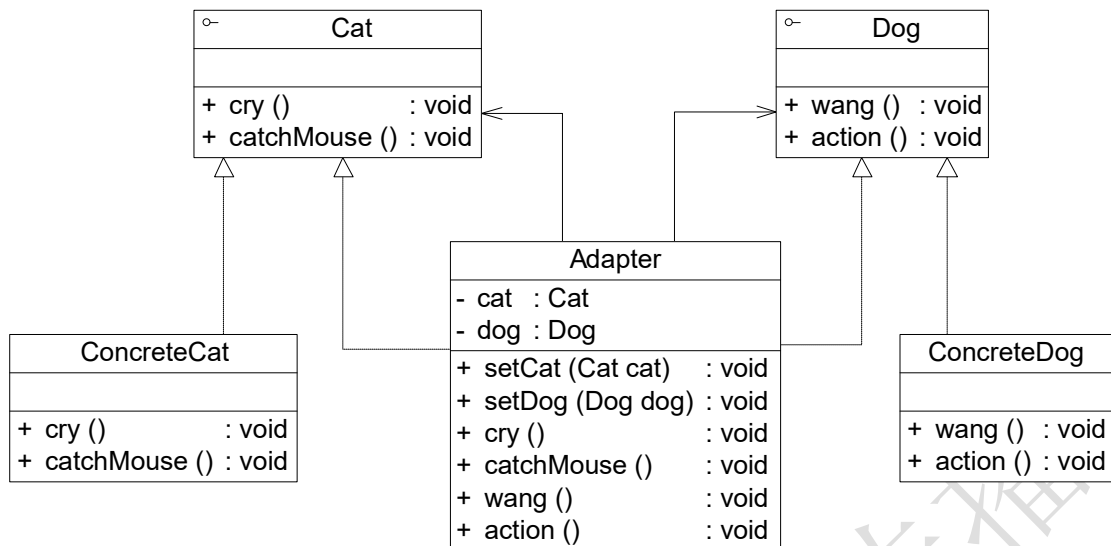 Cat
+ cry () : void
+ catchMouse () : void
Dog
+ wang () : void
+ action () : void
Adapter
- cat : Cat
- dog : Dog
+ setCat (Cat cat) : void
+ setDog (Dog dog) : void
+ cry () : void
+ catchMouse () : void
+ wang () : void
+ action () : void
ConcreteCat
+ cry () : void
+ catchMouse () : void
ConcreteDog
+ wang () : void
+ action () : void